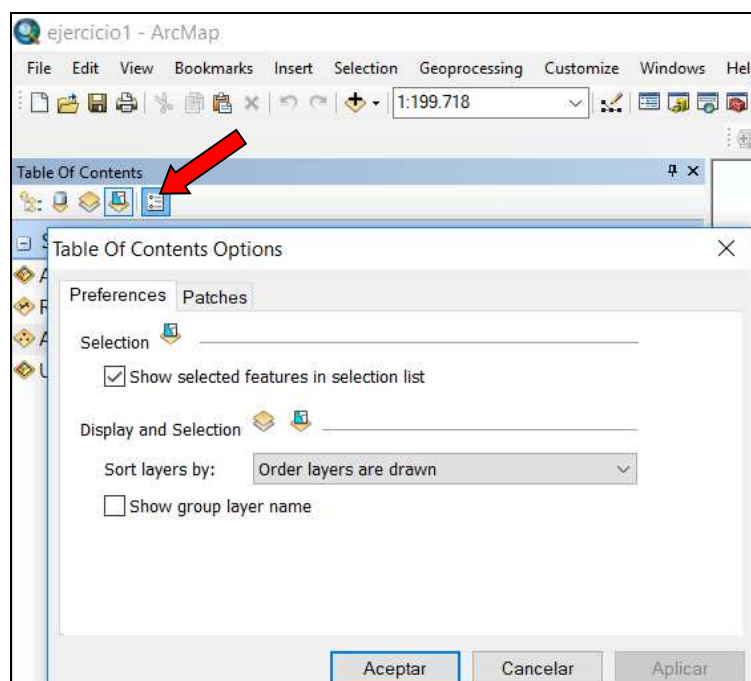 ejercicio1 - ArcMap
File Edit View Bookmarks Insert Selection Geoprocessing Customize Windows Hel
1:199.718
Table Of Contents
S
Table Of Contents Options
A
Preferences Patches
R
Selection
A
Show selected features in selection list
U
Display and Selection
Sort layers by: Order layers are drawn
Show group layer name
Aceptar Cancelar Aplicar